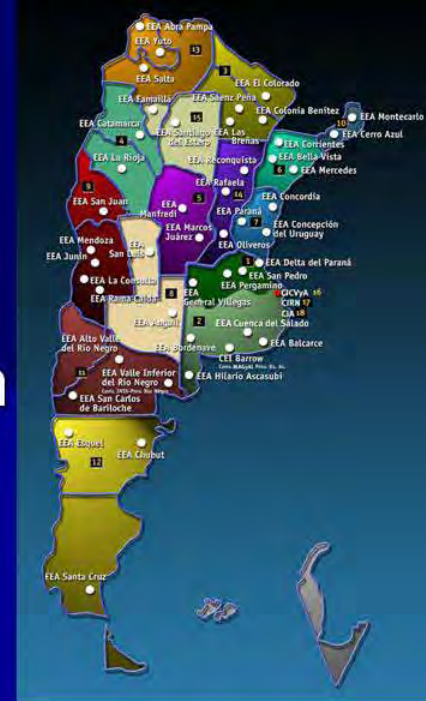 EEA Abra Pampa
EEA Yuto
13
EEA Salta
3
EEA El Colorado
EEA Famaillá
EEA Sáenz Peña
15
EEA Colonia Benítez
EEA Montecarlo
10
EEA Catamarca
EEA Santiago
del Estero
EEA Las
Breñas
EEA Cerro Azul
4
EEA Corrientes
EEA La Rioja
EEA Reconquista
EEA Bella Vista
6
EEA Mercedes
EEA Rafaela
9
5
14
EEA Concordia
EEA San Juan
EEA
Manfredi
EEA Paraná
7
EEA Concepción
del Uruguay
EEA Marcos
Juárez
EEA Mendoza
EEA
San Luis
EEA Oliveros
EEA Junín
1
EEA Delta del Paraná
EEA San Pedro
EEA La Consulta
EEA Pergamino
EEA Rama Caída
8
EEA
General Villegas
CICVyA 16
CIRN 17
CIA 18
EEA Anguil
2
EEA Cuenca del Salado
EEA Alto Valle
del Río Negro
EEA Bordenave
EEA Balcarce
CEI Barrow
11
EEA Valle Inferior
del Río Negro
EEA Hilario Ascasubi
EEA San Carlos
de Bariloche
EEA Esquel
EEA Chubut
12
EEA Santa Cruz